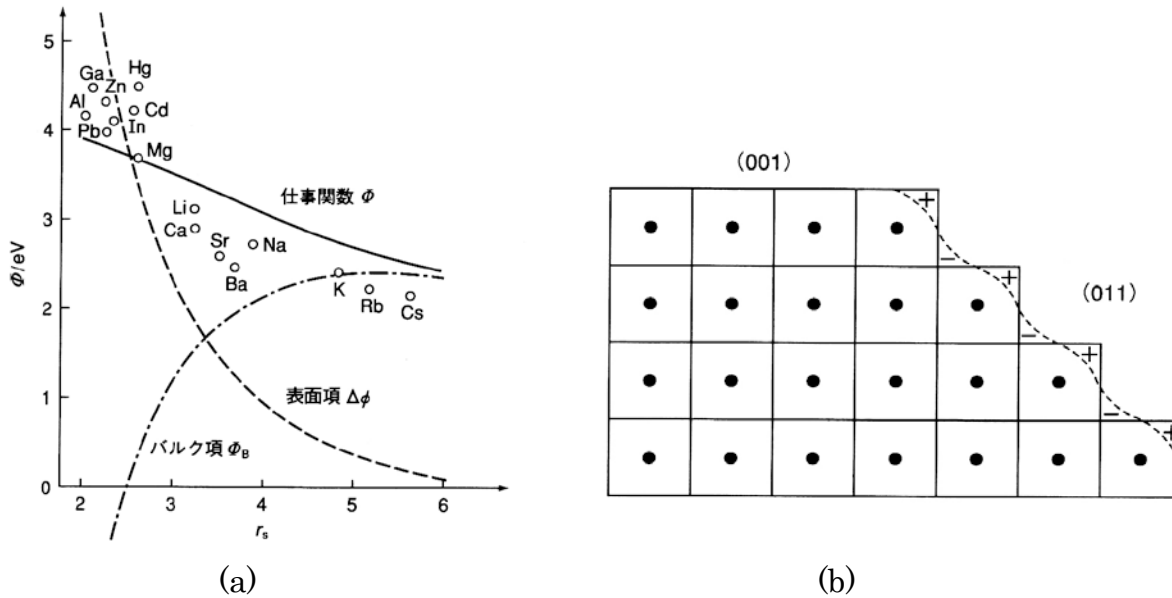 Φ/eV
5
4
3
2
1
0
Ga
Zn
Hg
Al
Cd
Pb
In
Mg
仕事関数 Φ
Li
Ca
Sr
Na
Ba
K
Rb
Cs
表面項 Δϕ
バルク項 Φ_B
2 3 4 5 6
r_s
(a)
(001)
(011)
+
−
+
−
+
−
+
(b)